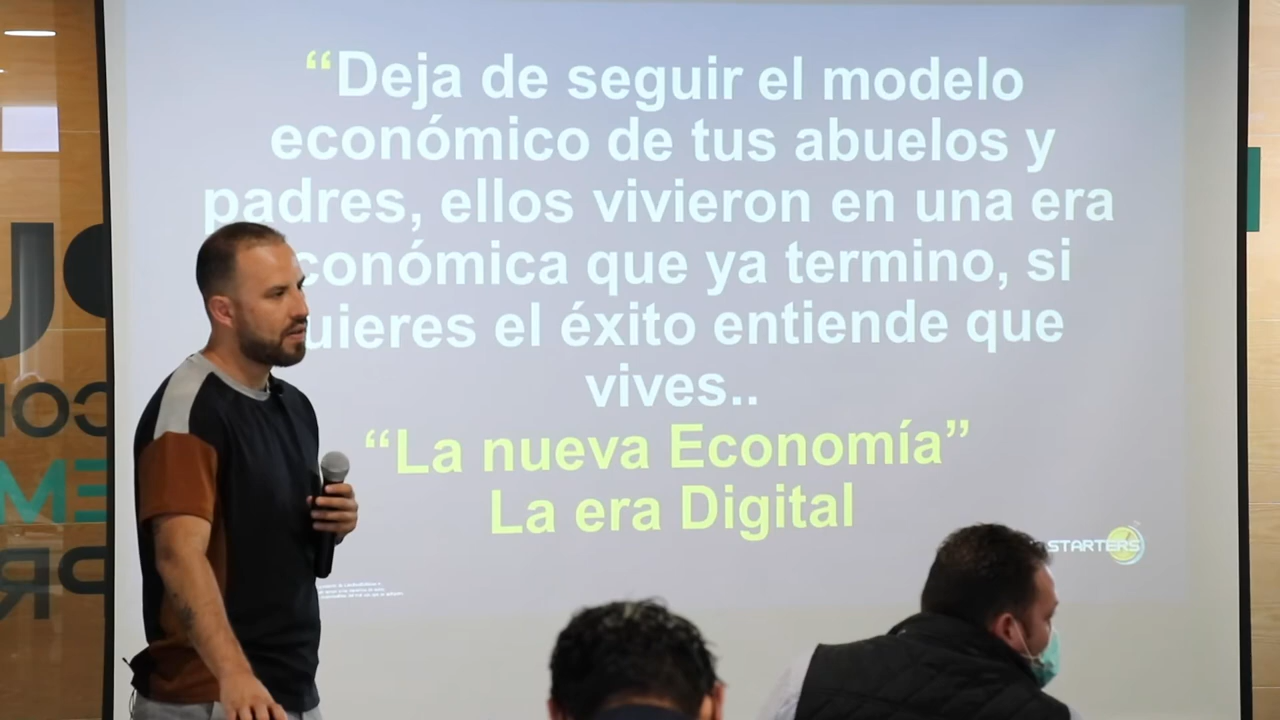 “Deja de seguir el modelo
económico de tus abuelos y
padres, ellos vivieron en una era
conómica que ya termino, si
uieres el éxito entiende que
vives..
“La nueva Economía”
La era Digital
STARTERS